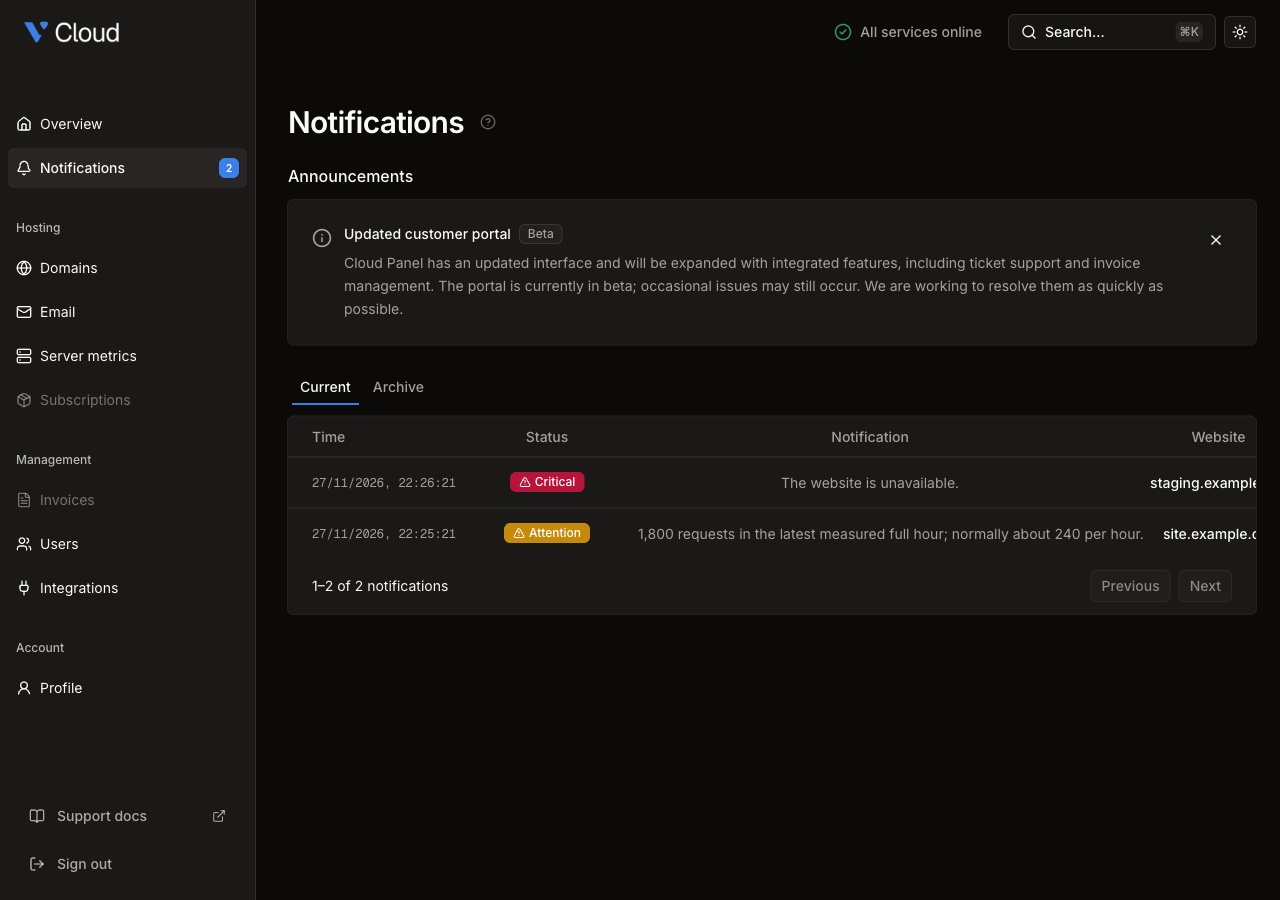 Cloud
All services online
Search...
⌘K
Overview
Notifications
2
Hosting
Domains
Email
Server metrics
Subscriptions
Management
Invoices
Users
Integrations
Account
Profile
Support docs
Sign out
Notifications
Announcements
Updated customer portal Beta
Cloud Panel has an updated interface and will be expanded with integrated features, including ticket support and invoice
management. The portal is currently in beta; occasional issues may still occur. We are working to resolve them as quickly as
possible.
Current Archive
Time Status Notification Website
27/11/2026, 22:26:21 Critical The website is unavailable. staging.example
27/11/2026, 22:25:21 Attention 1,800 requests in the latest measured full hour; normally about 240 per hour. site.example.c
1–2 of 2 notifications
Previous Next